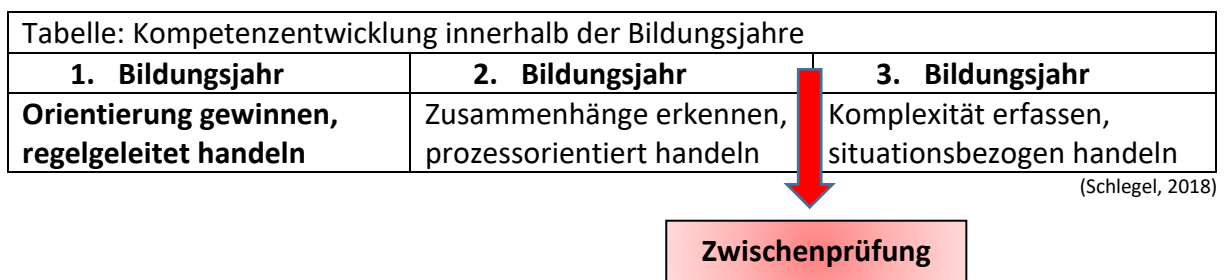 Tabelle: Kompetenzentwicklung innerhalb der Bildungsjahre
1. Bildungsjahr
2. Bildungsjahr
3. Bildungsjahr
Orientierung gewinnen,
regelgeleitet handeln
Zusammenhänge erkennen,
prozessorientiert handeln
Komplexität erfassen,
situationsbezogen handeln
(Schlegel, 2018)
Zwischenprüfung